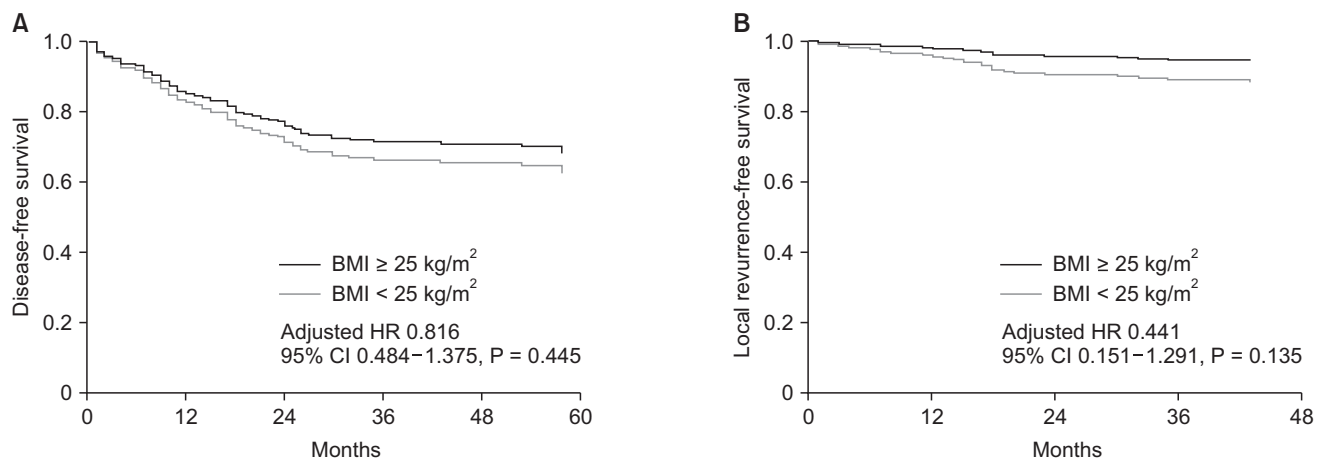 A
Disease-free survival
1.0
0.8
0.6
0.4
0.2
0
BMI ≥ 25 kg/m²
BMI < 25 kg/m²
Adjusted HR 0.816
95% CI 0.484−1.375, P = 0.445
0 12 24 36 48 60
Months
B
Local revurrence-free survival
1.0
0.8
0.6
0.4
0.2
0
BMI ≥ 25 kg/m²
BMI < 25 kg/m²
Adjusted HR 0.441
95% CI 0.151−1.291, P = 0.135
0 12 24 36 48
Months